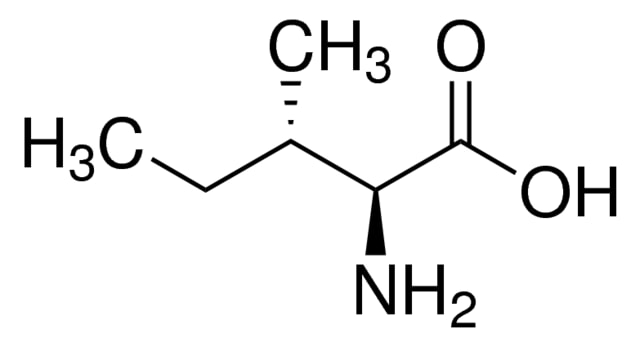 CH₃ O
H₃C
OH
NH₂